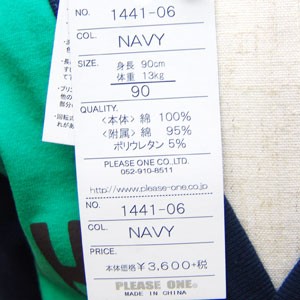 NO. 1441-06
COL. NAVY
SIZE. 身長 90cm
体重 13kg
90
QUALITY.
〈本体〉綿 100%
〈附属〉綿 95%
ポリウレタン 5%
PLEASE ONE CO.LTD.
052-910-8511
http://www.please-one.co.jp
NO. 1441-06
COL. NAVY
PRICE.
本体価格¥3,600+税
PLEASE ONE.
MADE IN CHINA